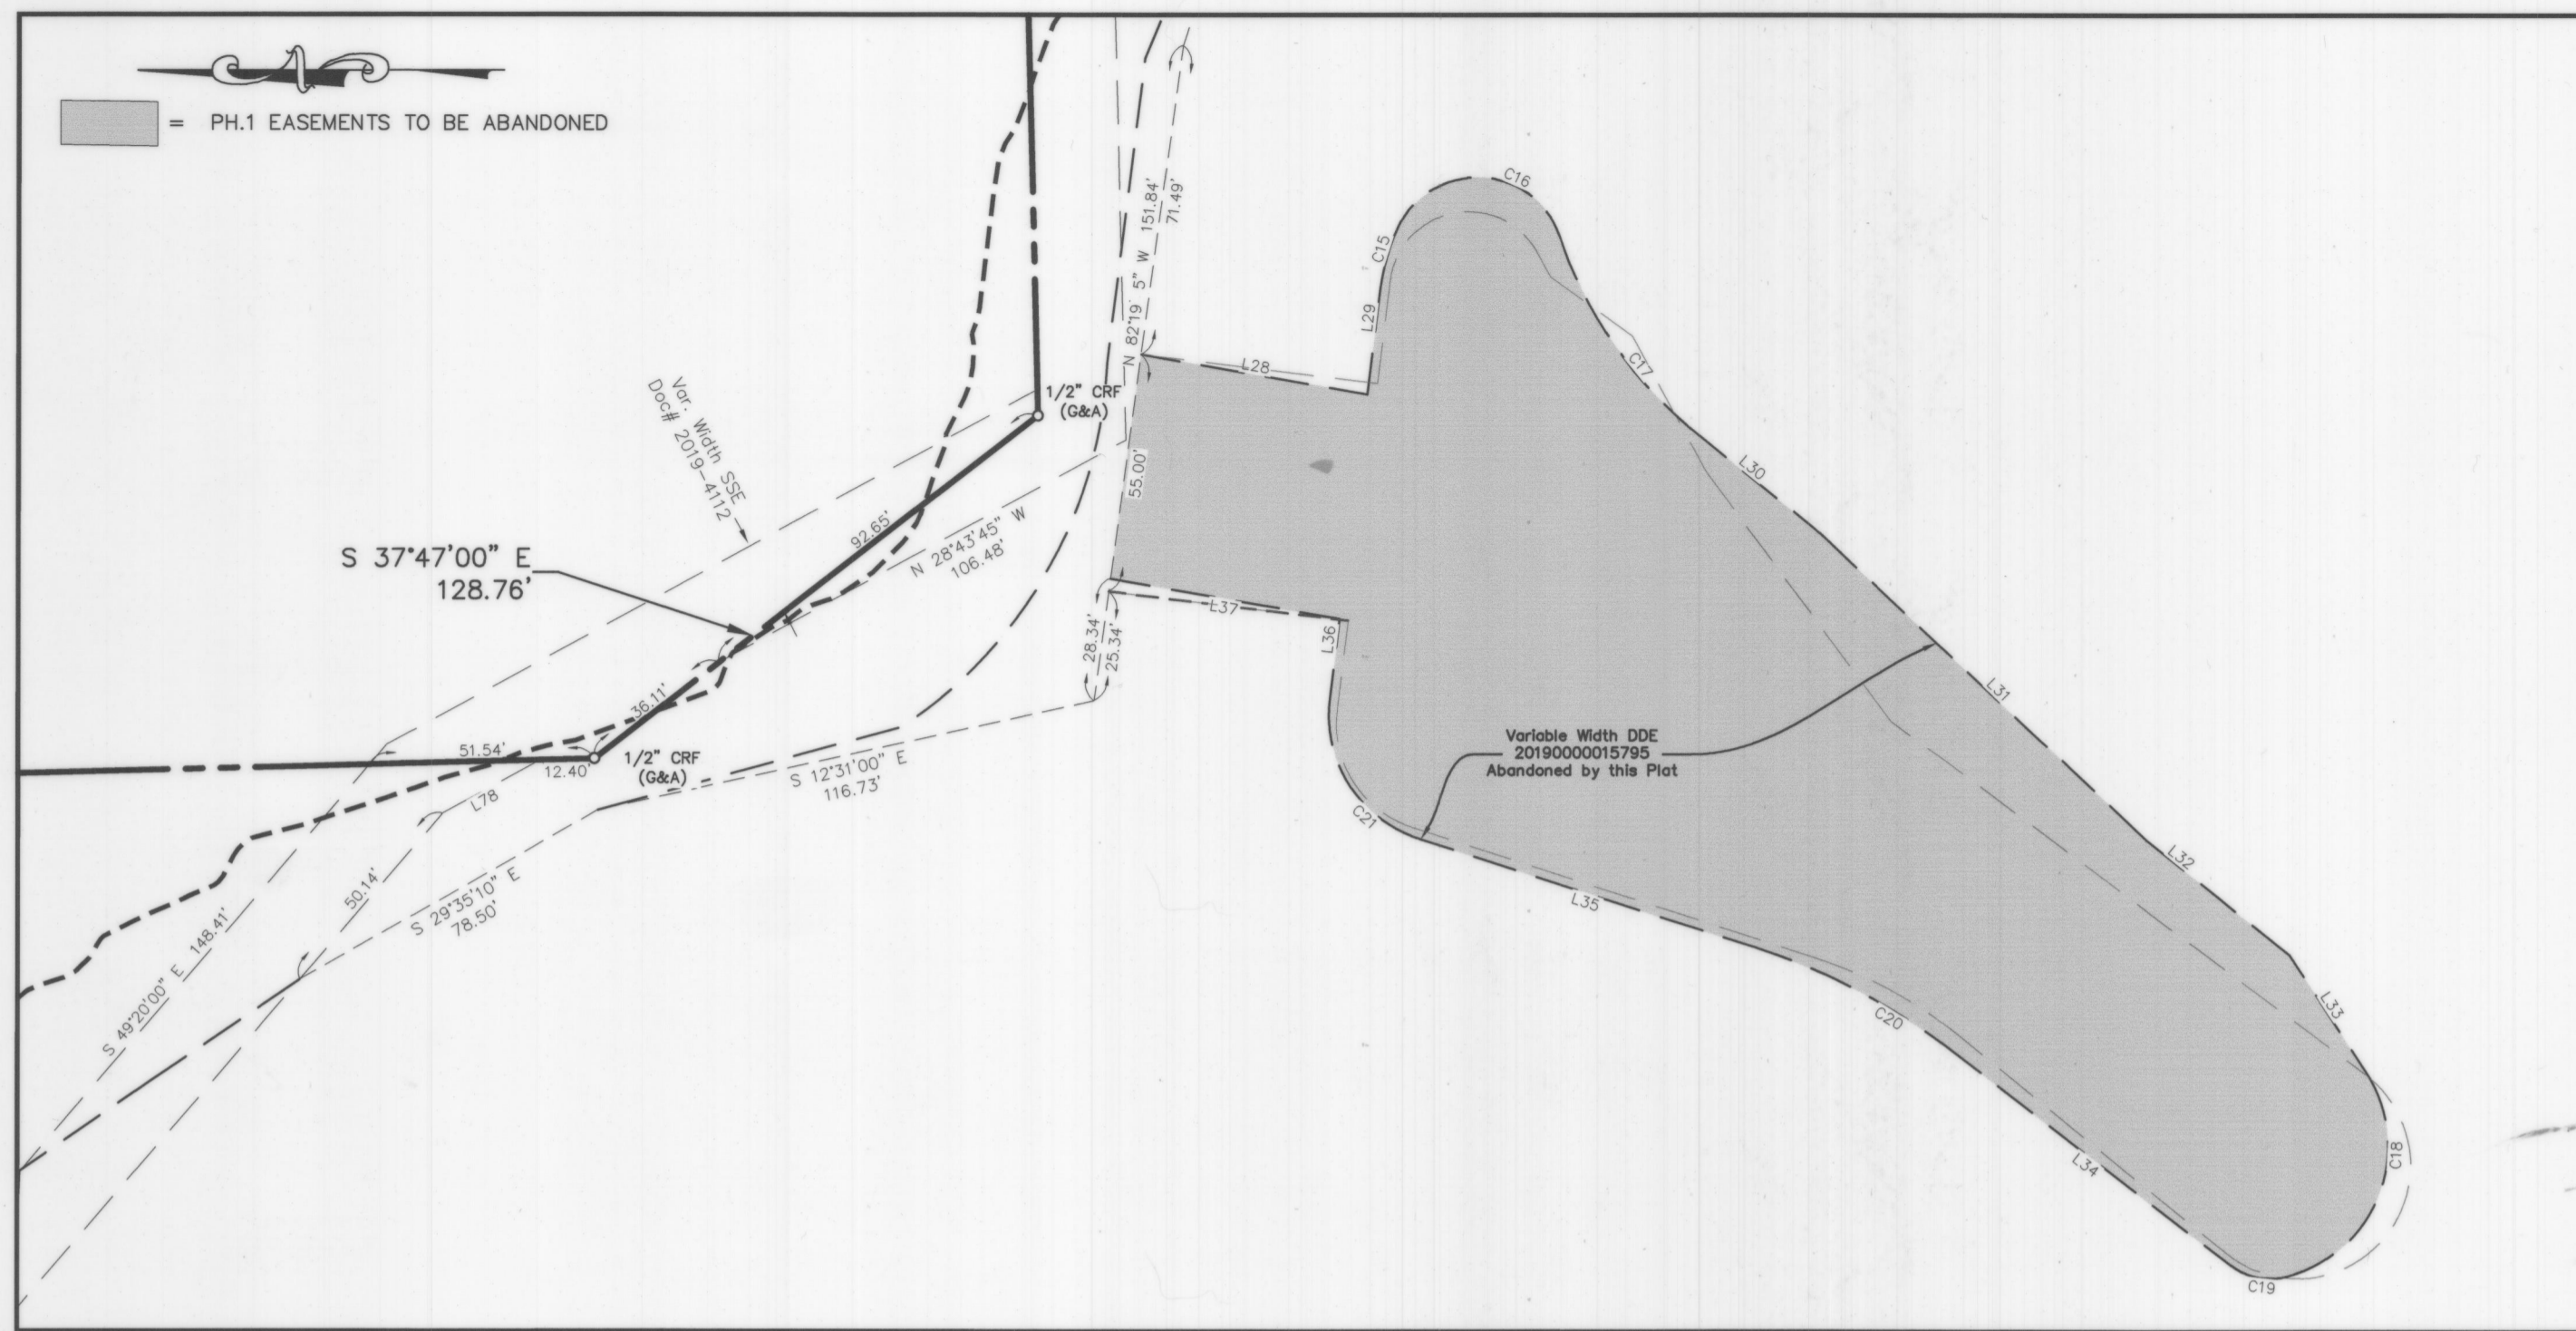 = PH.1 EASEMENTS TO BE ABANDONED
Var. Width SSE
Doc# 2019-4112
S 37°47'00" E
128.76'
92.65'
36.11'
51.54'
12.40'
1/2" CRF
(G&A)
1/2" CRF
(G&A)
N 28°43'45" W
106.48'
151.84'
71.49'
55.00'
28.34'
25.34'
S 12°31'00" E
116.73'
L78
50.14'
S 29°35'10" E
78.50'
S 49°20'00" E 148.41'
L28
L29
C15
C16
C17
L30
L31
L32
L33
C18
C19
L34
C20
L35
C21
L36
L37
Variable Width DDE
20190000015795
Abandoned by this Plat